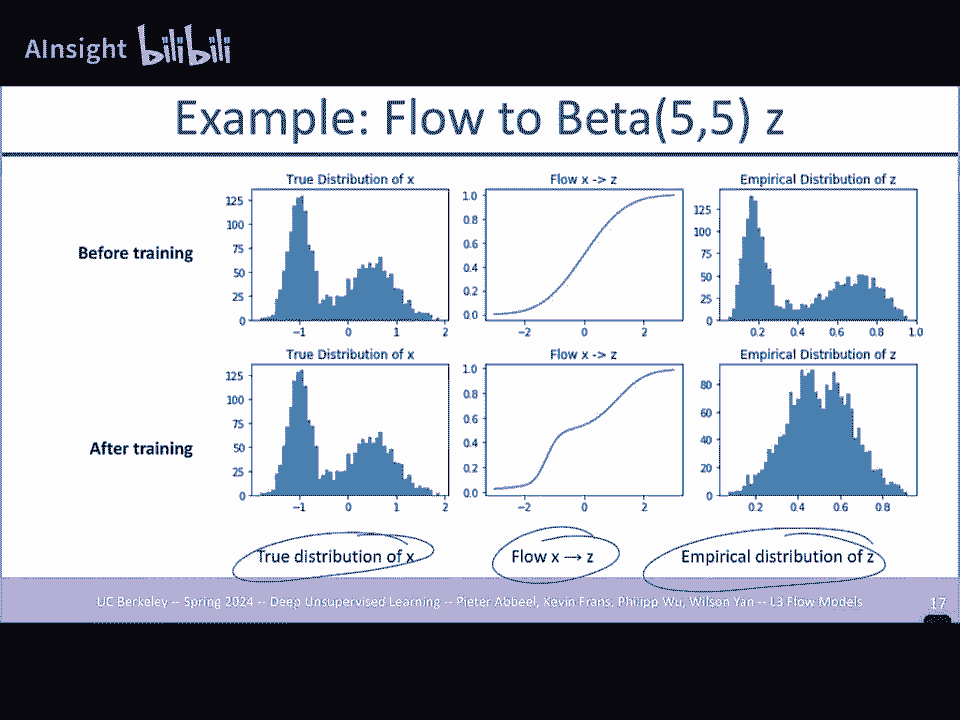 AInsight bilibili
Example: Flow to Beta(5,5) z
Before training
True Distribution of x
125
100
75
50
25
0
−1 0 1 2
Flow x -> z
1.0
0.8
0.6
0.4
0.2
0.0
−2 0 2
Empirical Distribution of z
125
100
75
50
25
0
0.2 0.4 0.6 0.8 1.0
After training
True Distribution of x
125
100
75
50
25
0
−1 0 1 2
Flow x -> z
1.0
0.8
0.6
0.4
0.2
0.0
−2 0 2
Empirical Distribution of z
80
60
40
20
0
0.2 0.4 0.6 0.8
True distribution of x
Flow x → z
Empirical distribution of z
UC Berkeley -- Spring 2024 -- Deep Unsupervised Learning -- Pieter Abbeel, Kevin Frans, Philipp Wu, Wilson Yan -- L3 Flow Models
17